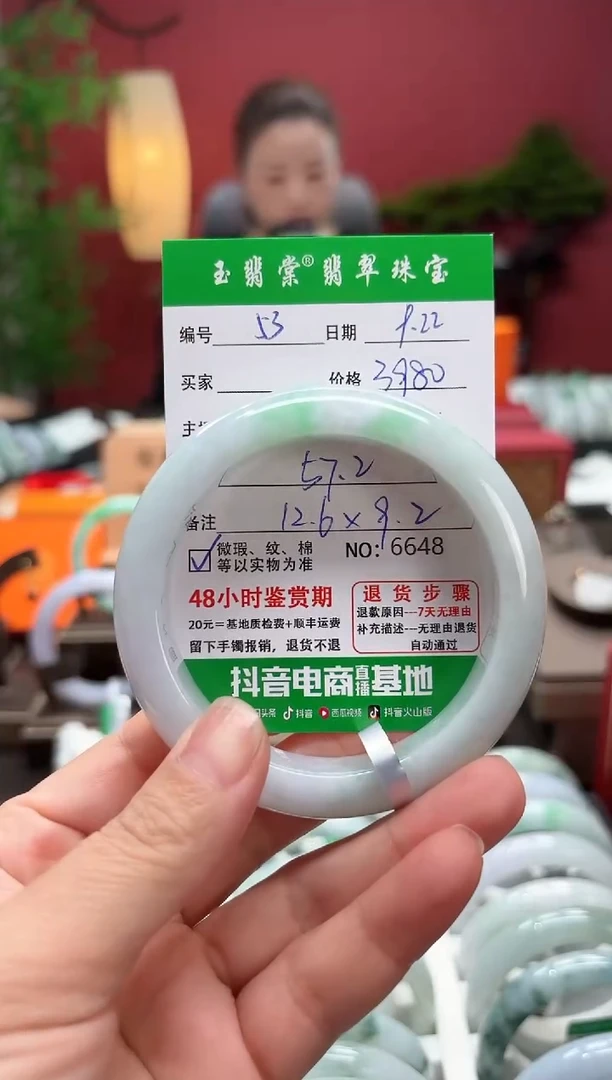 玉翡棠®翡翠珠宝
编号 53 日期 9.22
买家 价格 3980
主
57.2
备注 12.6×9.2
微瑕、纹、棉
等以实物为准
NO: 6648
48小时鉴赏期
20元=基地质检费+顺丰运费
留下手镯报销，退货不退
退货步骤
退款原因---7天无理由
补充描述---无理由退货
自动通过
抖音电商直播基地
头条 抖音 西瓜视频 抖音火山版